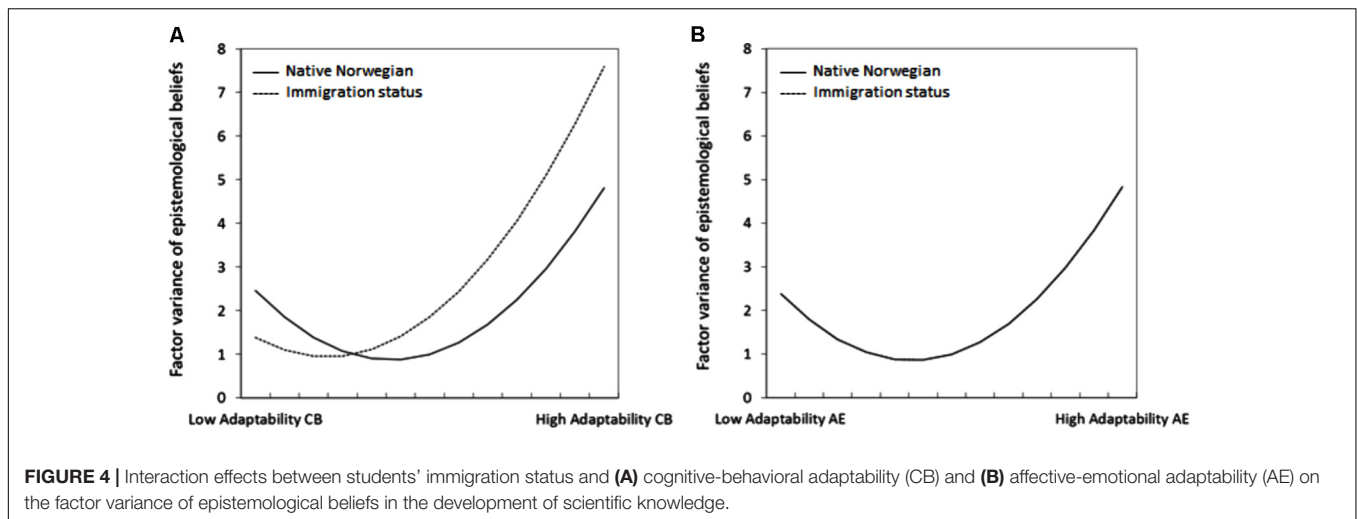 A
Factor variance of epistemological beliefs
8
7
6
5
4
3
2
1
0
Native Norwegian
Immigration status
Low Adaptability CB
High Adaptability CB
B
Factor variance of epistemological beliefs
8
7
6
5
4
3
2
1
0
Native Norwegian
Immigration status
Low Adaptability AE
High Adaptability AE
FIGURE 4 | Interaction effects between students' immigration status and (A) cognitive-behavioral adaptability (CB) and (B) affective-emotional adaptability (AE) on
the factor variance of epistemological beliefs in the development of scientific knowledge.